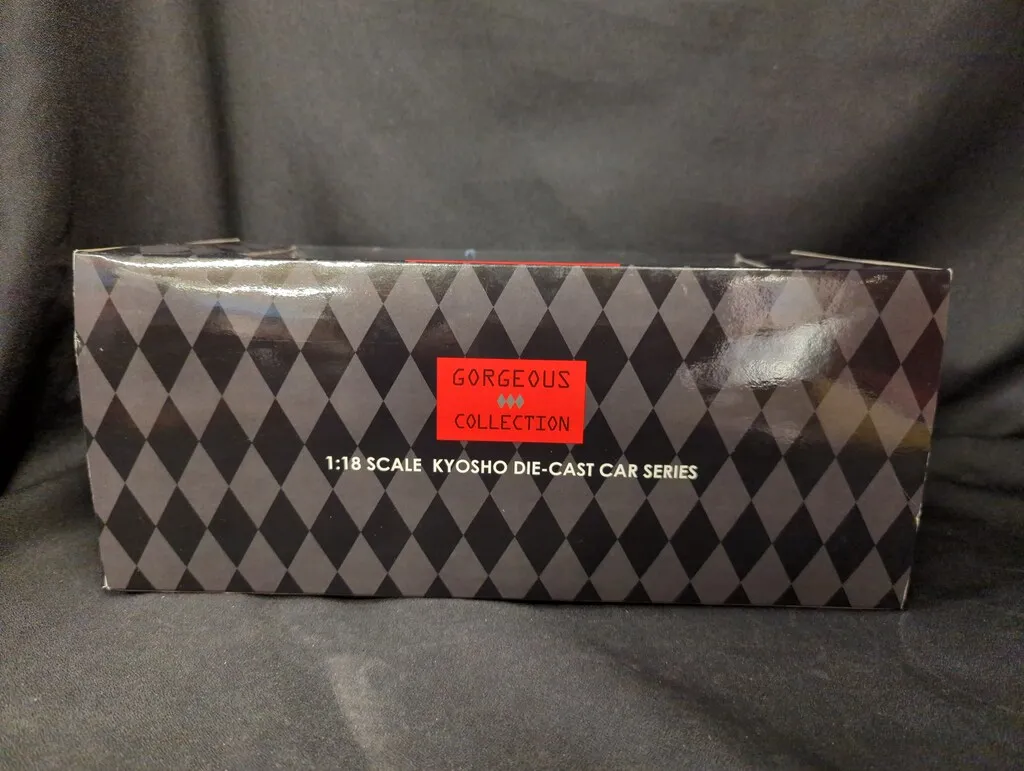 GORGEOUS
COLLECTION
1:18 SCALE KYOSHO DIE-CAST CAR SERIES